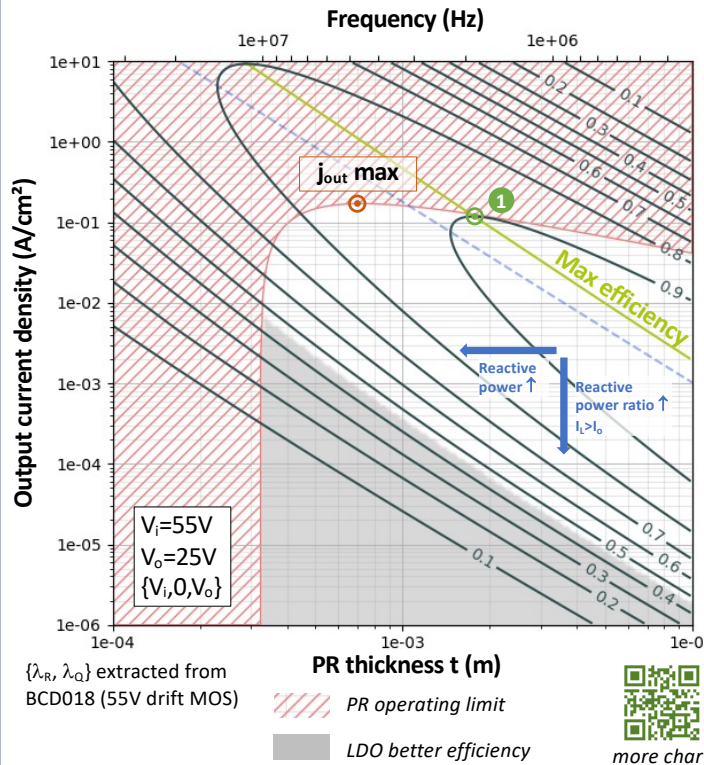 Frequency (Hz)
1e+07
1e+06
1e+01
1e+00
1e-01
1e-02
1e-03
1e-04
1e-05
1e-06
Output current density (A/cm²)
0.1
0.2
0.3
0.4
0.5
0.6
0.7
0.8
0.9
jout max
1
Max efficiency
Reactive
power ↑
Reactive
power ratio ↑
IL>Io
0.7
0.6
0.5
0.4
0.3
0.2
0.1
Vi=55V
Vo=25V
{Vi,0,Vo}
1e-04
1e-03
1e-0
PR thickness t (m)
{λR, λQ} extracted from
BCD018 (55V drift MOS)
PR operating limit
LDO better efficiency
more char